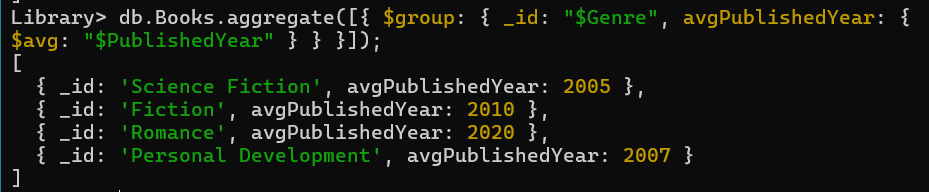 Library> db.Books.aggregate([{ $group: { _id: "$Genre", avgPublishedYear: {
$avg: "$PublishedYear" } } }]);
[
  { _id: 'Science Fiction', avgPublishedYear: 2005 },
  { _id: 'Fiction', avgPublishedYear: 2010 },
  { _id: 'Romance', avgPublishedYear: 2020 },
  { _id: 'Personal Development', avgPublishedYear: 2007 }
]